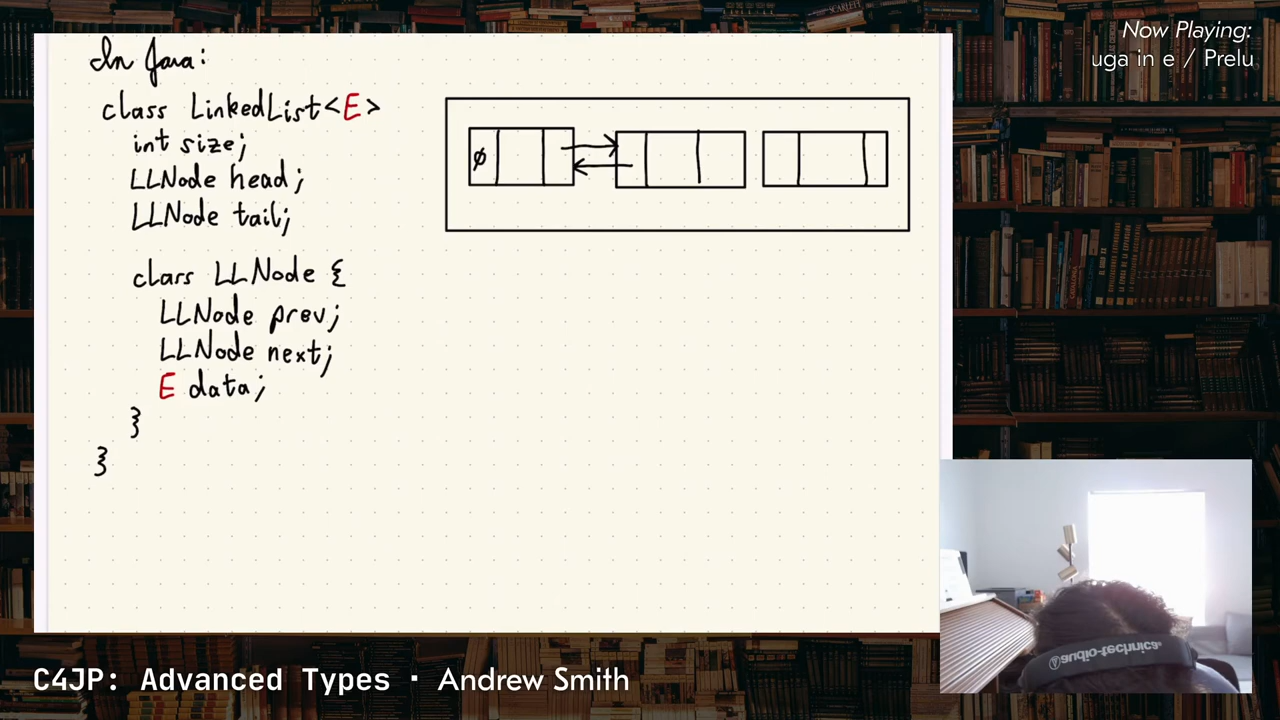 In Java:
class LinkedList<E>
int size;
LLNode head;
LLNode tail;
class LLNode {
LLNode prev;
LLNode next;
E data;
}
}
Ø
Now Playing:
uga in e / Prelu
audio-technica
C4JP: Advanced Types · Andrew Smith